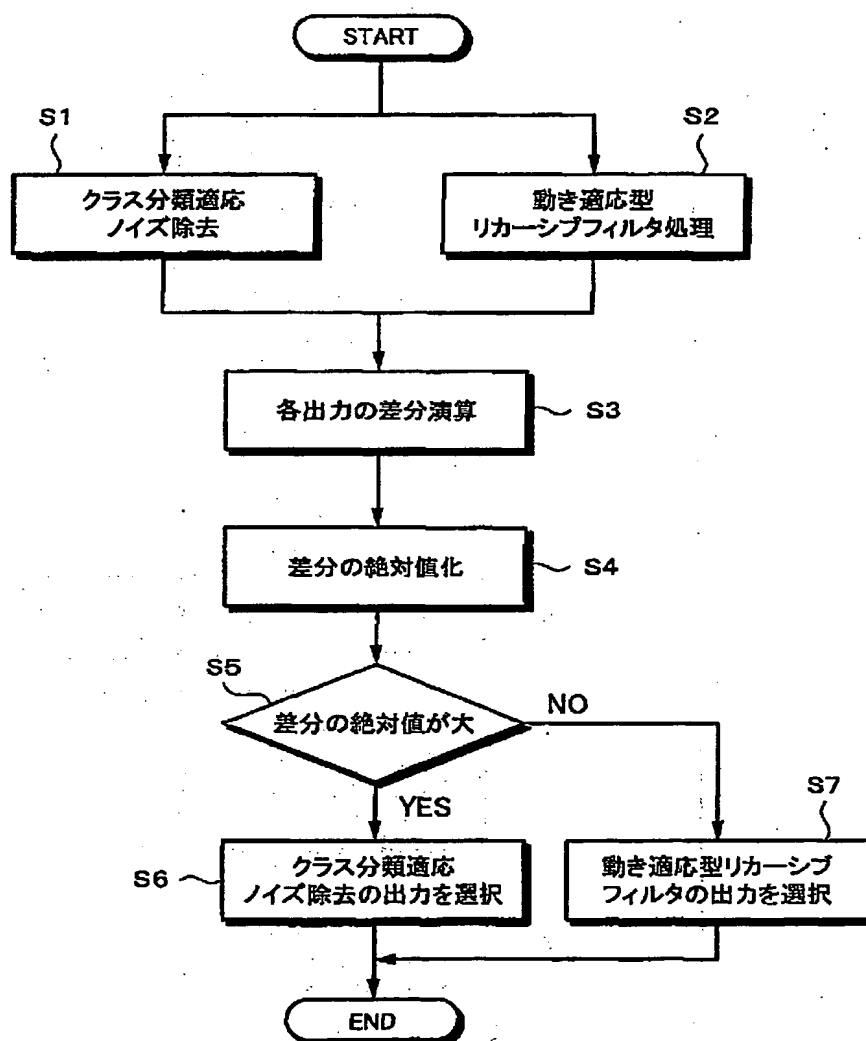 START
S1
S2
クラス分類適応
ノイズ除去
動き適応型
リカーシブフィルタ処理
各出力の差分演算
S3
差分の絶対値化
S4
S5
差分の絶対値が大
NO
YES
S7
S6
クラス分類適応
ノイズ除去の出力を選択
動き適応型リカーシブ
フィルタの出力を選択
END